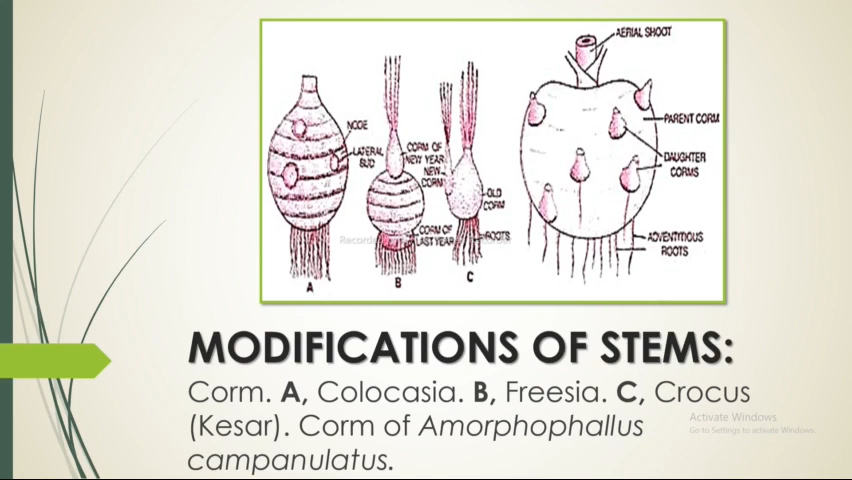 AERIAL SHOOT
NODE
LATERAL
BUD
CORM OF
NEW YEAR
NEW
CORM
OLD
CORM
CORM OF
LAST YEAR
ROOTS
PARENT CORM
DAUGHTER
CORMS
ADVENTITIOUS
ROOTS
A
B
C
MODIFICATIONS OF STEMS:
Corm. A, Colocasia. B, Freesia. C, Crocus
(Kesar). Corm of Amorphophallus
campanulatus.
Activate Windows
Go to Settings to activate Windows.